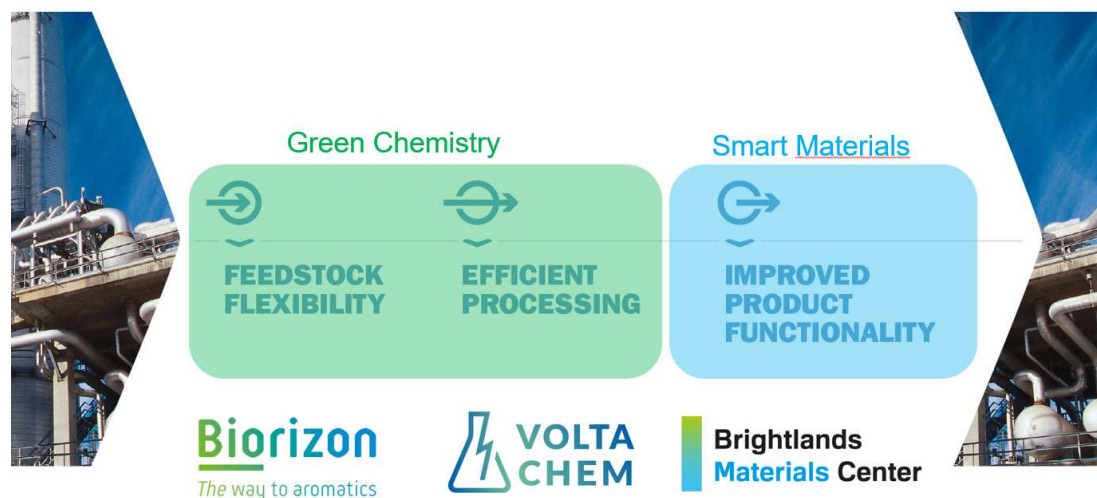 Green Chemistry
Smart Materials
FEEDSTOCK
FLEXIBILITY
EFFICIENT
PROCESSING
IMPROVED
PRODUCT
FUNCTIONALITY
Biorizon
The way to aromatics
VOLTA
CHEM
Brightlands
Materials Center